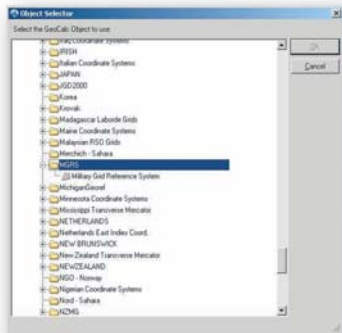 Object Selector
Select the GeoCalc Object to use
Iraq Coordinate Systems
IRISH
Italian Coordinate Systems
JAPAN
JGD2000
Korea
Krovak
Madagascar Laborde Grids
Maine Coordinate Systems
Malaysian RSO Grids
Merchich - Sahara
MGRS
Military Grid Reference System
MichiganGeoref
Minnesota Coordinate Systems
Mississippi Transverse Mercator
NETHERLANDS
Netherlands East Indies Coord.
NEW BRUNSWICK
New Zealand Transverse Mercator
NEWZEALAND
NGO - Norway
Nigerian Coordinate Systems
Nord - Sahara
NZMG
Cancel